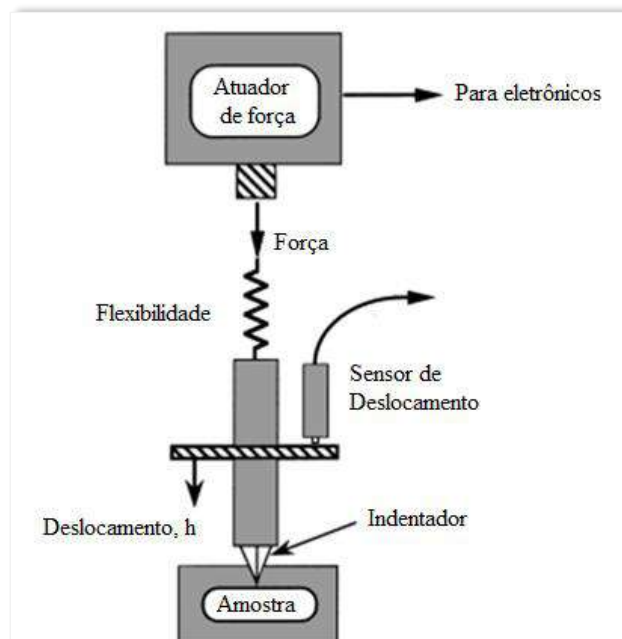 Atuador
de força
Para eletrônicos
Força
Flexibilidade
Sensor de
Deslocamento
Deslocamento, h
Indentador
Amostra